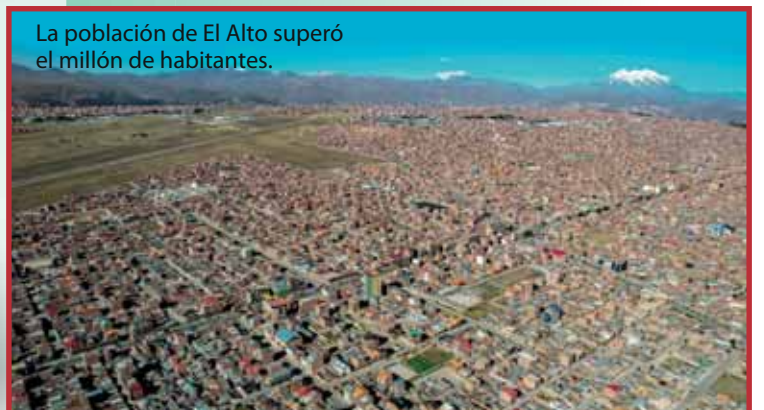 La población de El Alto superó
el millón de habitantes.